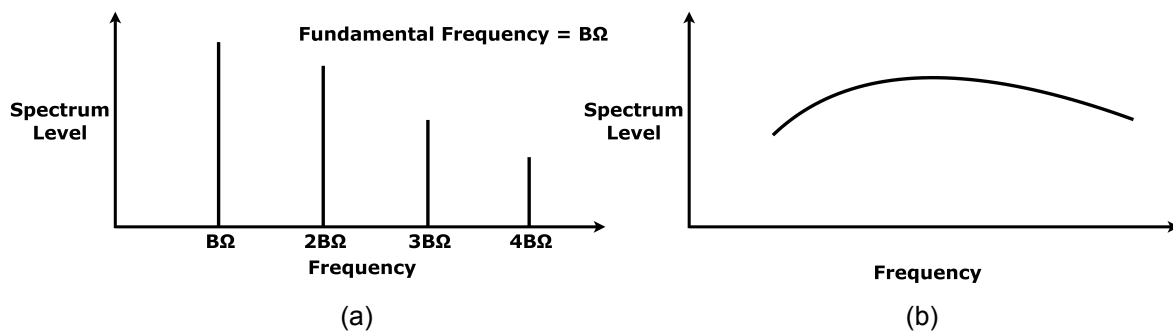 Fundamental Frequency = BΩ
Spectrum
Level
BΩ
2BΩ
3BΩ
4BΩ
Frequency
(a)
Spectrum
Level
Frequency
(b)